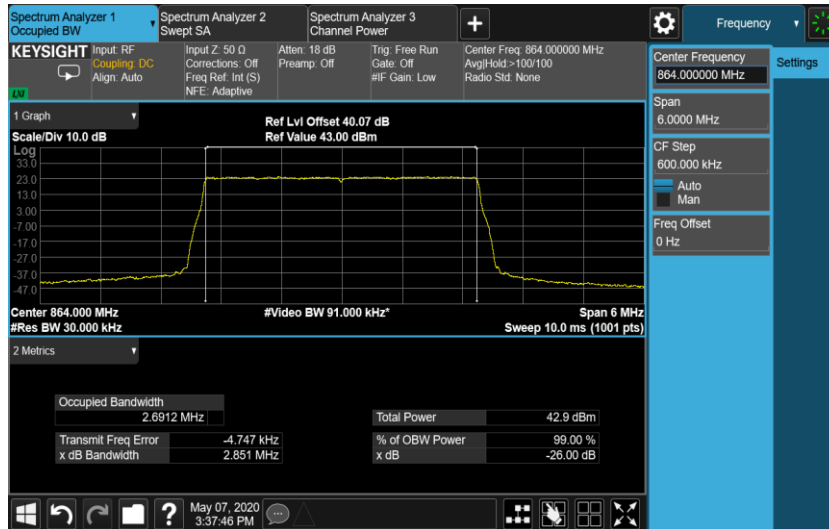 Spectrum Analyzer 1
Occupied BW
Spectrum Analyzer 2
Swept SA
Spectrum Analyzer 3
Channel Power
+
Frequency
KEYSIGHT
Input: RF
Coupling: DC
Align: Auto
LXI
Input Z: 50 Ω
Corrections: Off
Freq Ref: Int (S)
NFE: Adaptive
Atten: 18 dB
Preamp: Off
Trig: Free Run
Gate: Off
#IF Gain: Low
Center Freq: 864.000000 MHz
Avg|Hold:>100/100
Radio Std: None
Center Frequency
864.000000 MHz
Settings
Span
6.0000 MHz
CF Step
600.000 kHz
Auto
Man
Freq Offset
0 Hz
1 Graph
Scale/Div 10.0 dB
Ref Lvl Offset 40.07 dB
Ref Value 43.00 dBm
Log
33.0
23.0
13.0
3.00
-7.00
-17.0
-27.0
-37.0
-47.0
Center 864.000 MHz
#Video BW 91.000 kHz*
Span 6 MHz
#Res BW 30.000 kHz
Sweep 10.0 ms (1001 pts)
2 Metrics
Occupied Bandwidth
2.6912 MHz
Total Power 42.9 dBm
Transmit Freq Error -4.747 kHz
% of OBW Power 99.00 %
x dB Bandwidth 2.851 MHz
x dB -26.00 dB
?
May 07, 2020
3:37:46 PM